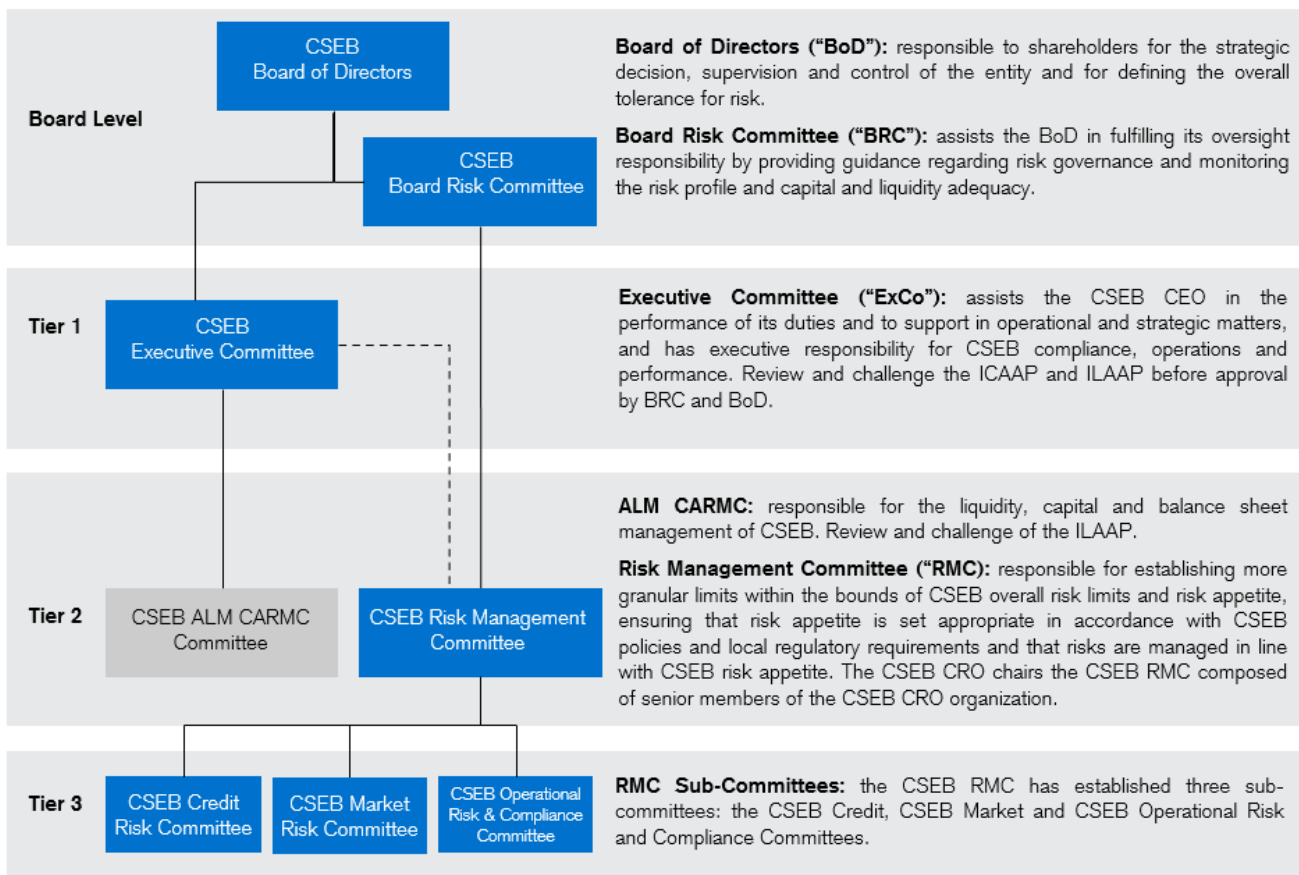 CSEB
Board of Directors
Board Level
CSEB
Board Risk Committee
Board of Directors (“BoD”): responsible to shareholders for the strategic
decision, supervision and control of the entity and for defining the overall
tolerance for risk.
Board Risk Committee (“BRC”): assists the BoD in fulfilling its oversight
responsibility by providing guidance regarding risk governance and monitoring
the risk profile and capital and liquidity adequacy.
Tier 1
CSEB
Executive Committee
Executive Committee (“ExCo”): assists the CSEB CEO in the
performance of its duties and to support in operational and strategic matters,
and has executive responsibility for CSEB compliance, operations and
performance. Review and challenge the ICAAP and ILAAP before approval
by BRC and BoD.
Tier 2
CSEB ALM CARMC
Committee
CSEB Risk Management
Committee
ALM CARMC: responsible for the liquidity, capital and balance sheet
management of CSEB. Review and challenge of the ILAAP.
Risk Management Committee (“RMC): responsible for establishing more
granular limits within the bounds of CSEB overall risk limits and risk appetite,
ensuring that risk appetite is set appropriate in accordance with CSEB
policies and local regulatory requirements and that risks are managed in line
with CSEB risk appetite. The CSEB CRO chairs the CSEB RMC composed
of senior members of the CSEB CRO organization.
Tier 3
CSEB Credit
Risk Committee
CSEB Market
Risk Committee
CSEB Operational
Risk & Compliance
Committee
RMC Sub-Committees: the CSEB RMC has established three sub-
committees: the CSEB Credit, CSEB Market and CSEB Operational Risk
and Compliance Committees.